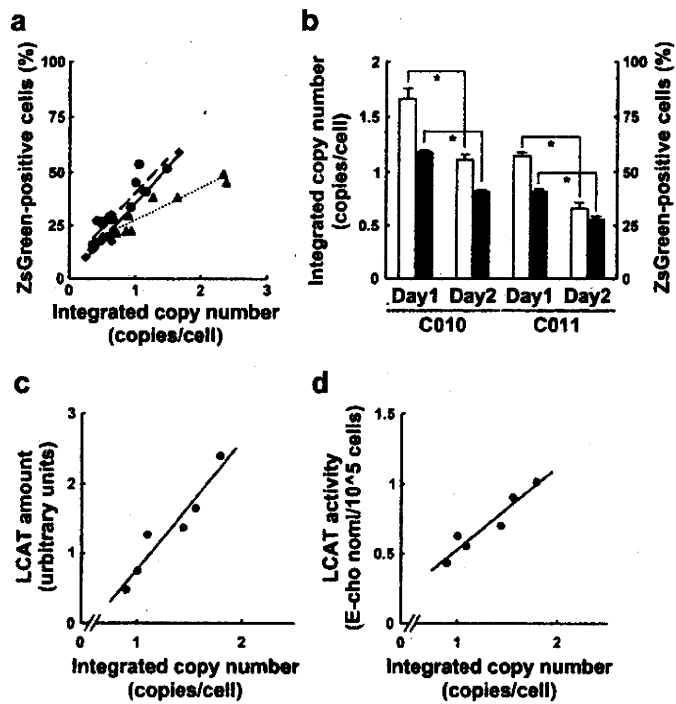 a
ZsGreen-positive cells (%)
100
75
50
25
0
0 1 2 3
Integrated copy number
(copies/cell)
b
Integrated copy number
(copies/cell)
2
1.5
1
0.5
0
* * * *
100
75
50
25
0
ZsGreen-positive cells (%)
Day1 Day2 Day1 Day2
C010 C011
c
LCAT amount
(urbitrary units)
3
2
1
0
0 1 2
Integrated copy number
(copies/cell)
d
LCAT activity
(E-cho noml/10^5 cells)
1.5
1
0.5
0
0 1 2
Integrated copy number
(copies/cell)